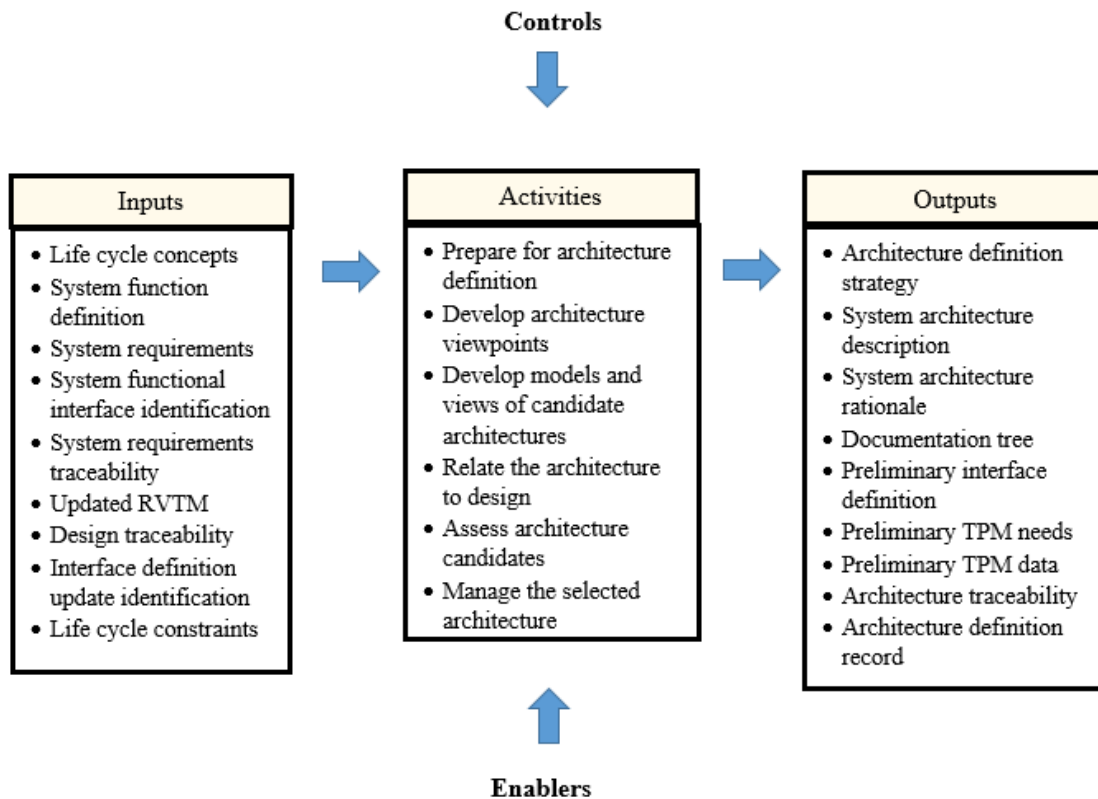 Controls
Inputs
• Life cycle concepts
• System function
definition
• System requirements
• System functional
interface identification
• System requirements
traceability
• Updated RVTM
• Design traceability
• Interface definition
update identification
• Life cycle constraints
Activities
• Prepare for architecture
definition
• Develop architecture
viewpoints
• Develop models and
views of candidate
architectures
• Relate the architecture
to design
• Assess architecture
candidates
• Manage the selected
architecture
Outputs
• Architecture definition
strategy
• System architecture
description
• System architecture
rationale
• Documentation tree
• Preliminary interface
definition
• Preliminary TPM needs
• Preliminary TPM data
• Architecture traceability
• Architecture definition
record
Enablers